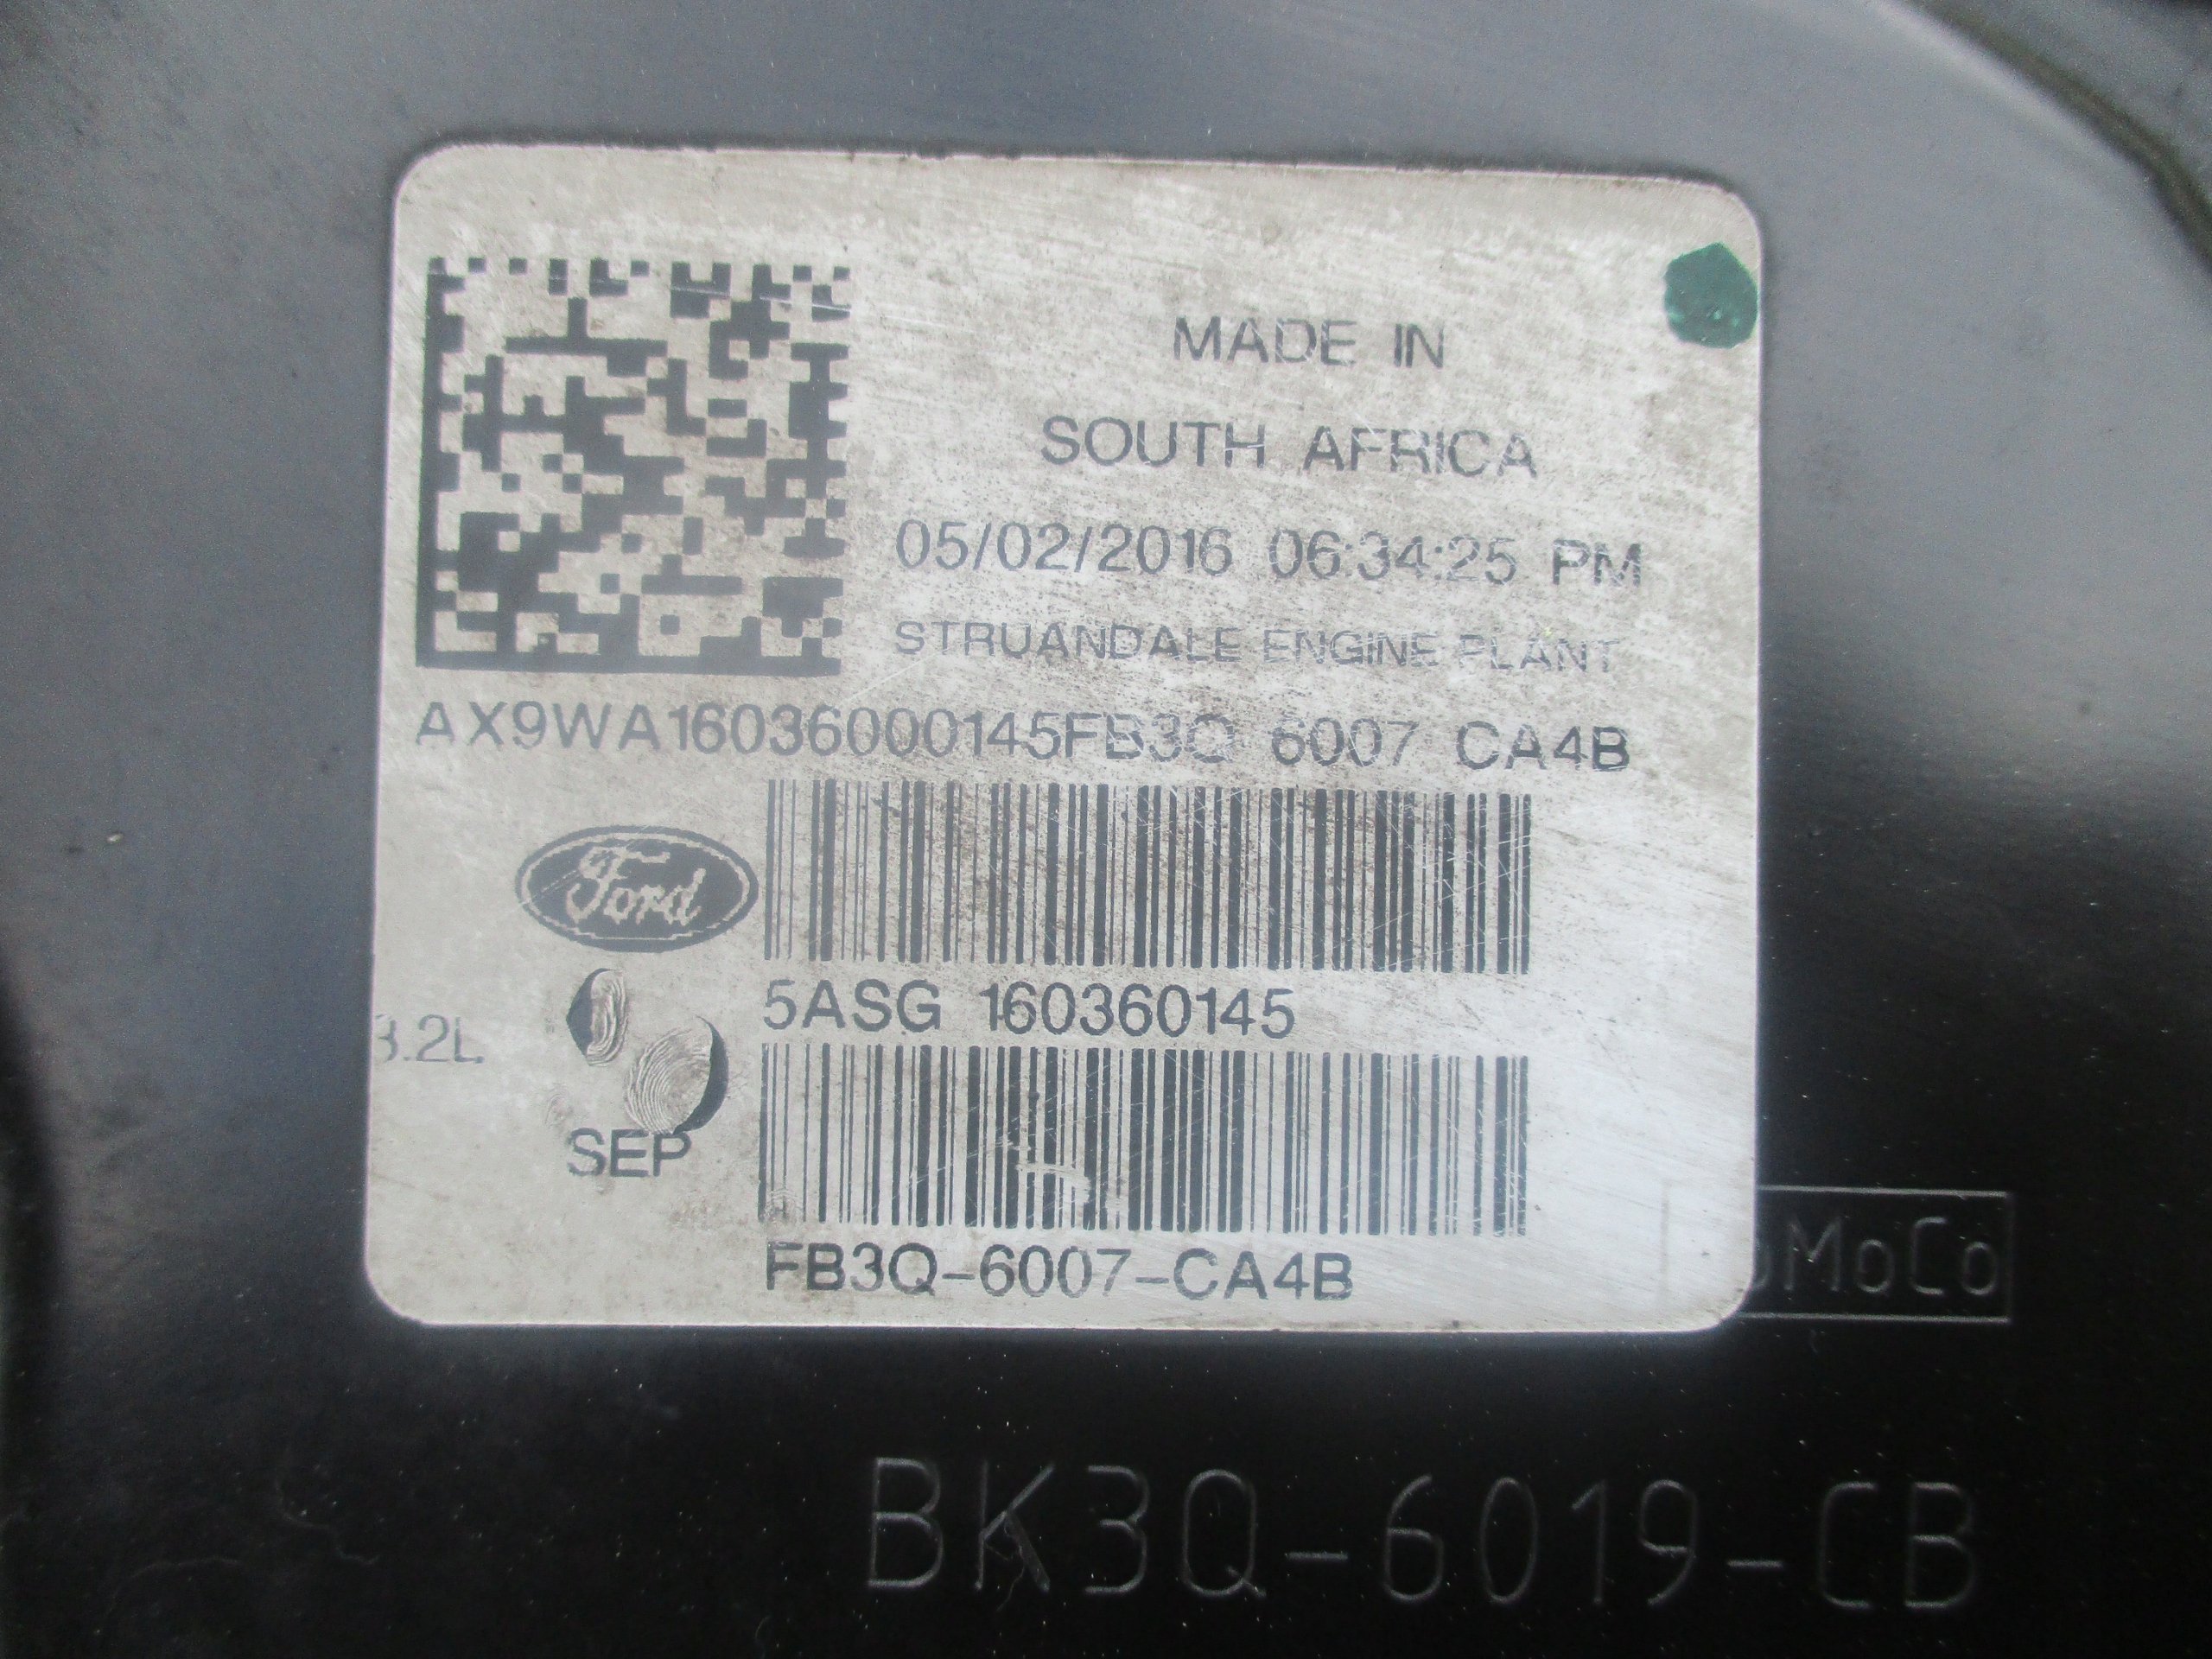 MADE IN
SOUTH AFRICA
05/02/2016 06:34:25 PM
STRUANDALE ENGINE PLANT
AX9WA16036000145FB3Q 6007 CA4B
Ford
5ASG 160360145
3.2L
SEP
FB3Q-6007-CA4B
oMoCo
BK3Q-6019-CB